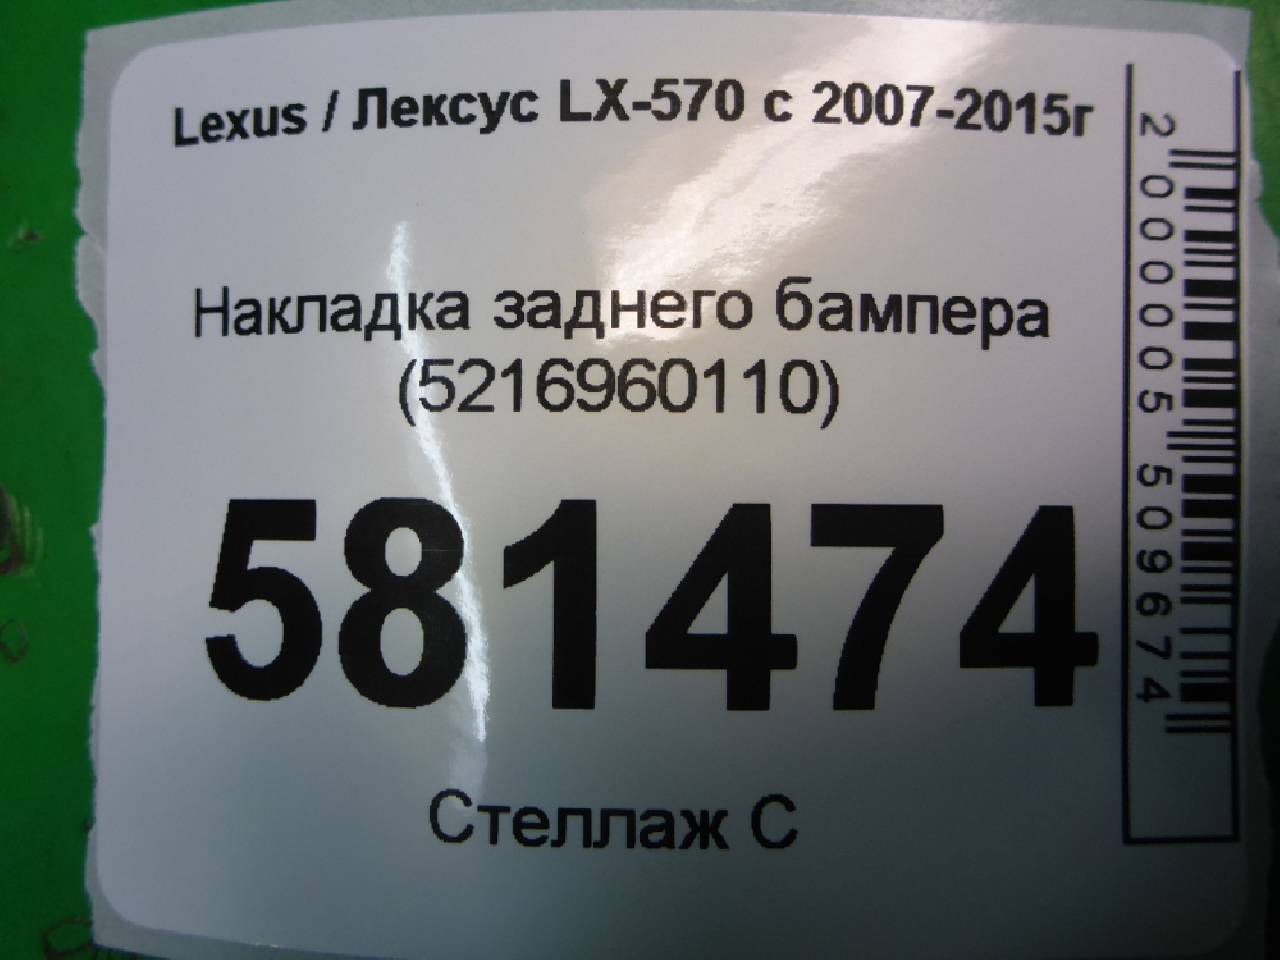 Lexus / Лексус LX-570 с 2007-2015г
Накладка заднего бампера
(5216960110)
581474
Стеллаж С
2000005509674